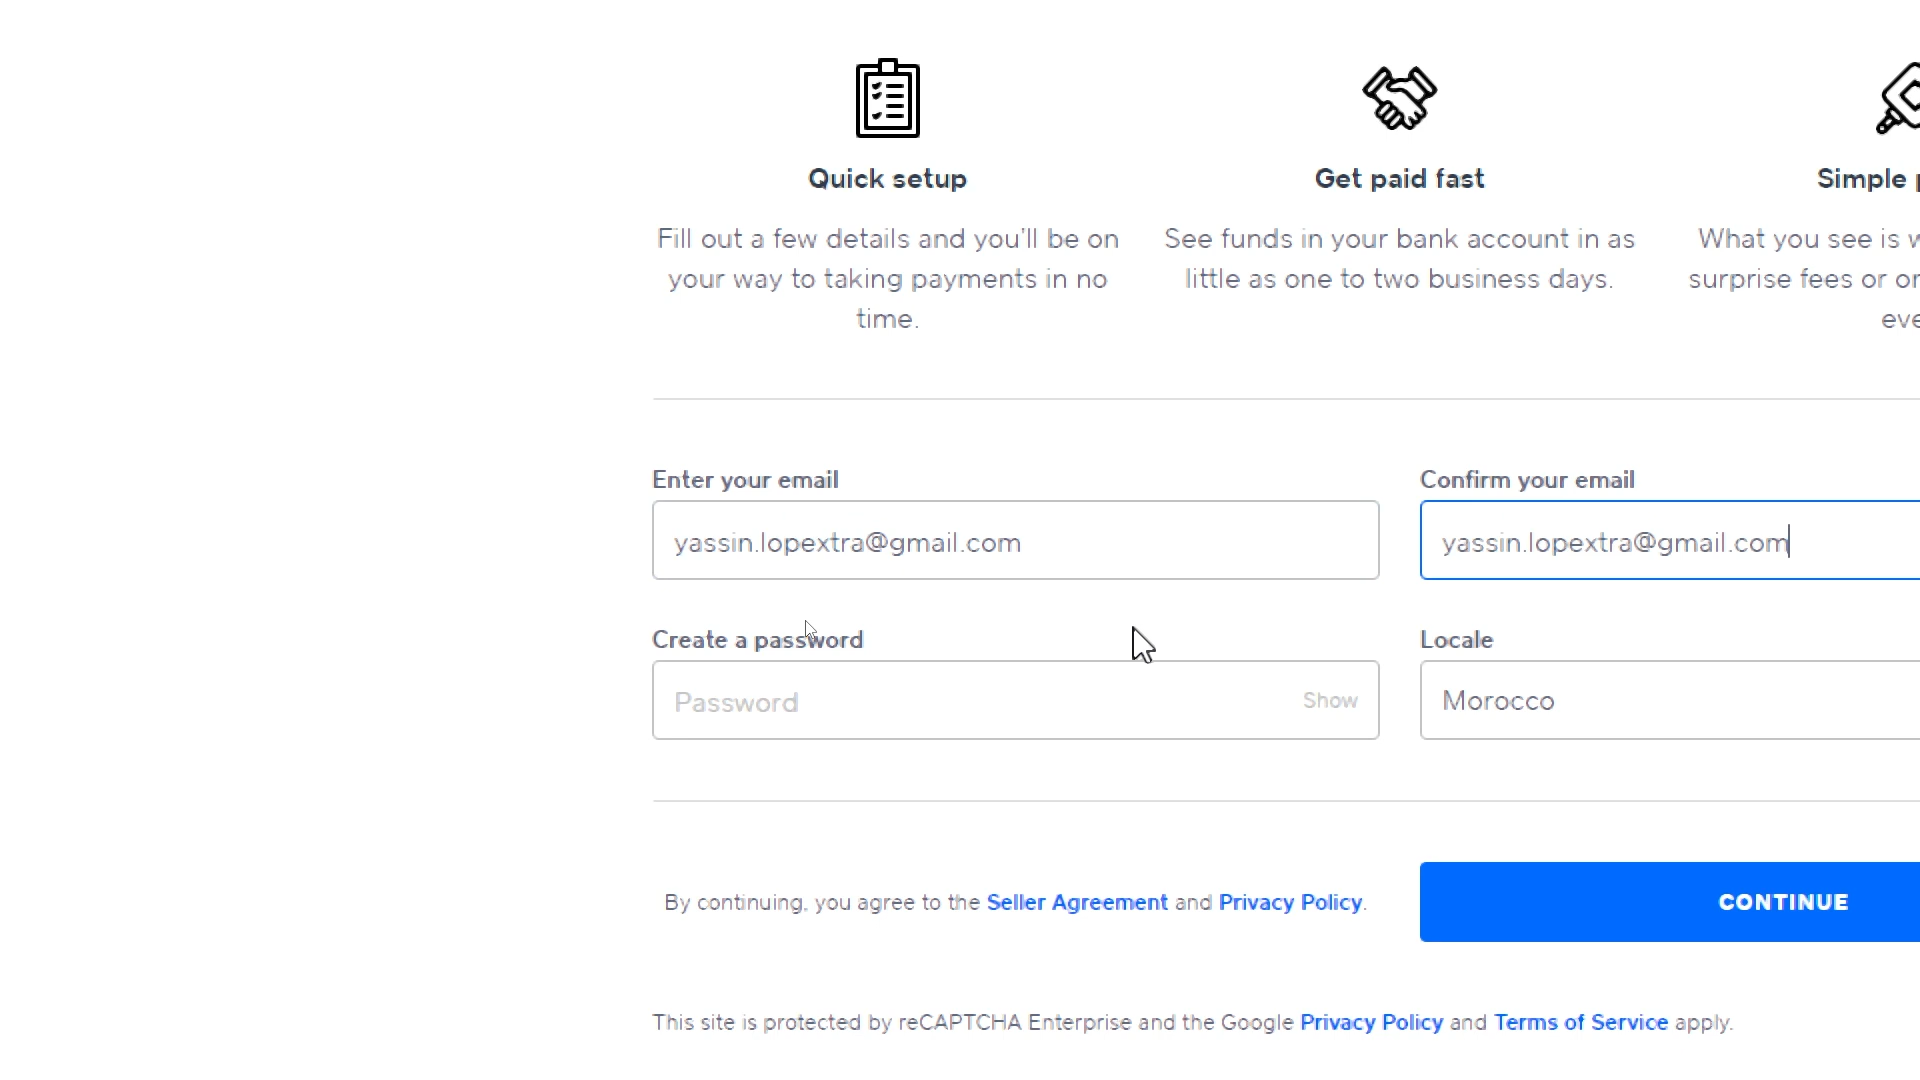 Quick setup
Fill out a few details and you'll be on
your way to taking payments in no
time.
Get paid fast
See funds in your bank account in as
little as one to two business days.
Simple
What you see is
surprise fees or
Enter your email
yassin.lopextra@gmail.com
Confirm your email
yassin.lopextra@gmail.com
Create a password
Password
Show
Locale
Morocco
By continuing, you agree to the Seller Agreement and Privacy Policy.
CONTINUE
This site is protected by reCAPTCHA Enterprise and the Google Privacy Policy and Terms of Service apply.